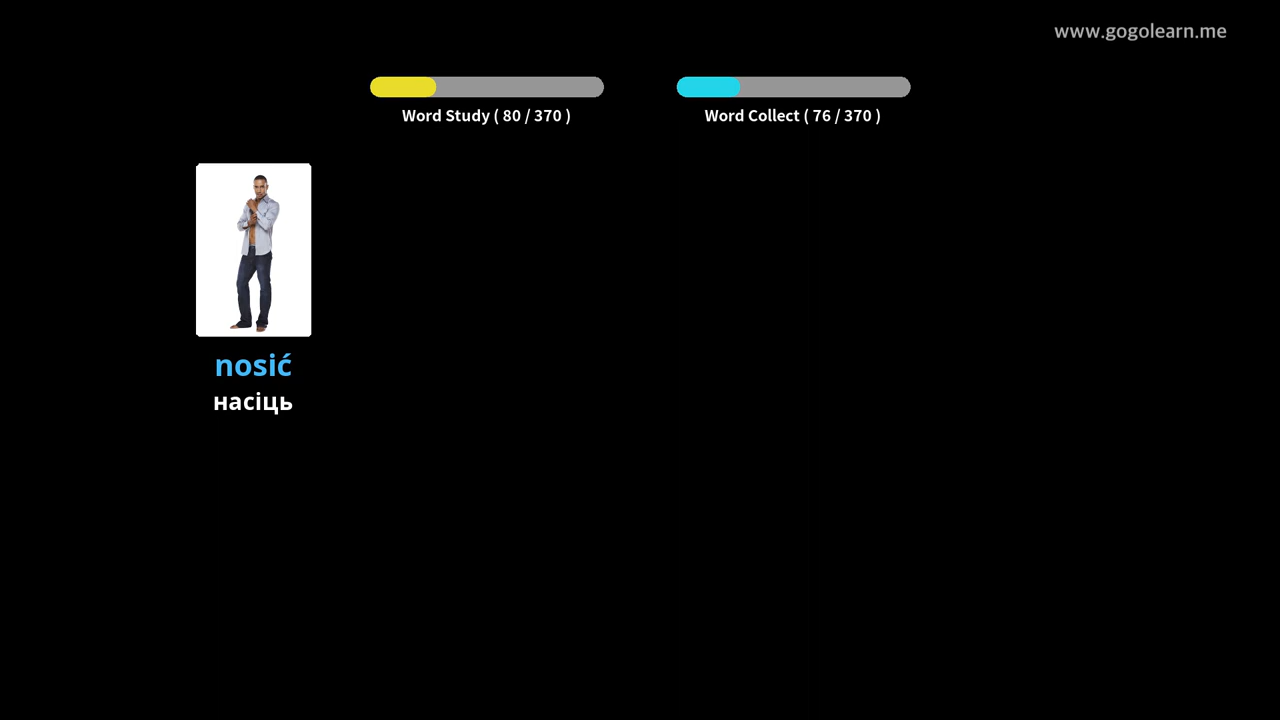 www.gogolearn.me
Word Study ( 80 / 370 )
Word Collect ( 76 / 370 )
nosić
насіць